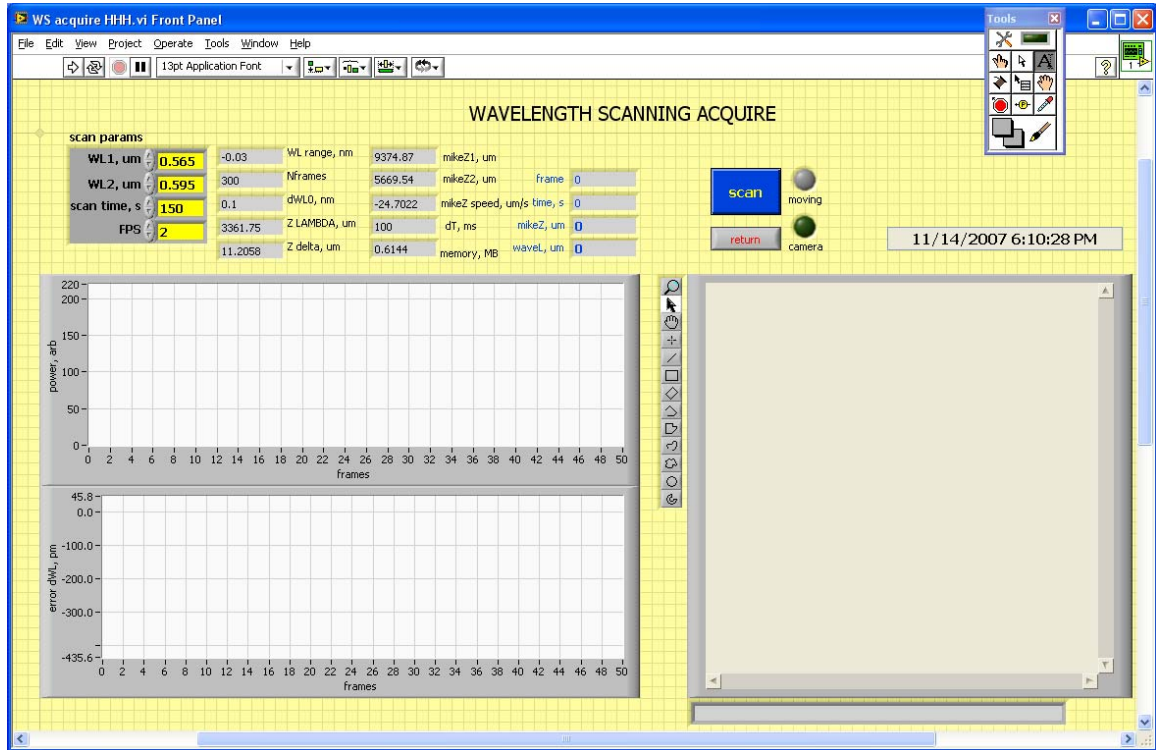 WS acquire HHH.vi Front Panel
Tools
File Edit View Project Operate Tools Window Help
13pt Application Font
1
WAVELENGTH SCANNING ACQUIRE
scan params
WL1, um 0.565 -0.03 WL range, nm 9374.87 mikeZ1, um
WL2, um 0.595 300 Nframes 5669.54 mikeZ2, um frame 0
scan time, s 150 0.1 dWL0, nm -24.7022 mikeZ speed, um/s time, s 0
FPS 2 3361.75 Z LAMBDA, um 100 dT, ms mikeZ, um 0
11.2058 Z delta, um 0.6144 memory, MB waveL, um 0
scan moving
return camera
11/14/2007 6:10:28 PM
220
200
150
100
50
0
power, arb
0 2 4 6 8 10 12 14 16 18 20 22 24 26 28 30 32 34 36 38 40 42 44 46 48 50
frames
45.8
0.0
-100.0
-200.0
-300.0
-435.6
error dWL, pm
0 2 4 6 8 10 12 14 16 18 20 22 24 26 28 30 32 34 36 38 40 42 44 46 48 50
frames